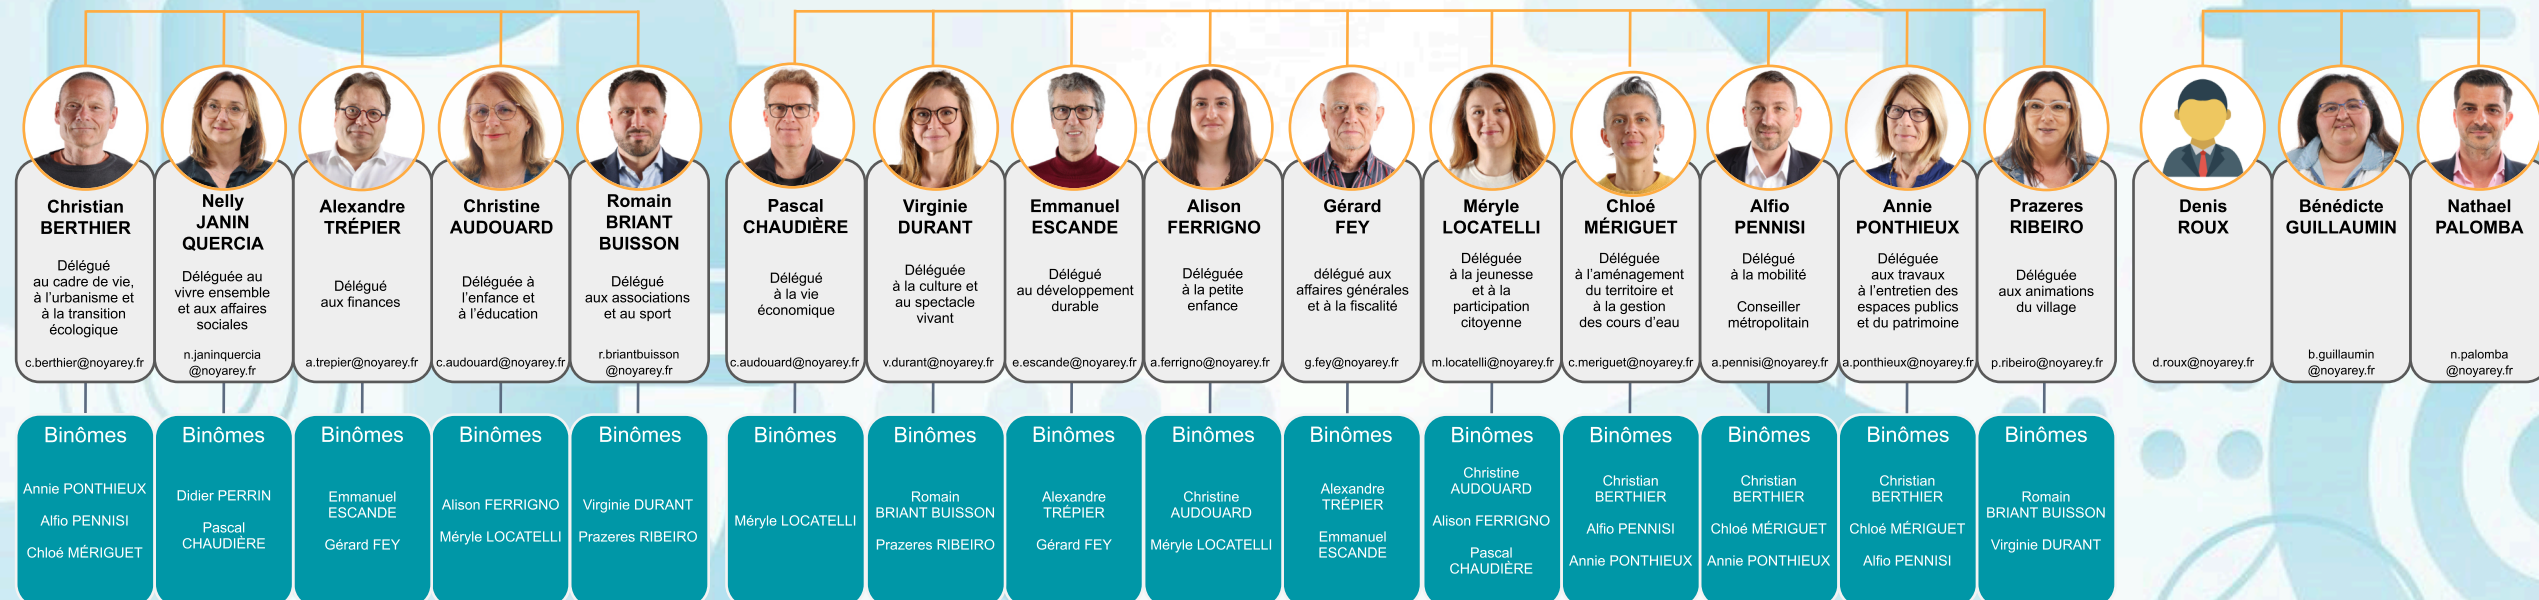 Christian
BERTHIER
Délégué
au cadre de vie,
à l'urbanisme et
à la transition
écologique
c.berthier@noyarey.fr
Nelly
JANIN
QUERCIA
Déléguée au
vivre ensemble
et aux affaires
sociales
n.janinquercia
@noyarey.fr
Alexandre
TRÉPIER
Délégué
aux finances
a.trepier@noyarey.fr
Christine
AUDOUARD
Déléguée à
l'enfance et
à l'éducation
c.audouard@noyarey.fr
Romain
BRIANT
BUISSON
Délégué
aux associations
et au sport
r.briantbuisson
@noyarey.fr
Pascal
CHAUDIÈRE
Délégué
à la vie
économique
c.audouard@noyarey.fr
Virginie
DURANT
Déléguée
à la culture et
au spectacle
vivant
v.durant@noyarey.fr
Emmanuel
ESCANDE
Délégué
au développement
durable
e.escande@noyarey.fr
Alison
FERRIGNO
Déléguée
à la petite
enfance
a.ferrigno@noyarey.fr
Gérard
FEY
délégué aux
affaires générales
et à la fiscalité
g.fey@noyarey.fr
Méryle
LOCATELLI
Déléguée
à la jeunesse
et à la
participation
citoyenne
m.locatelli@noyarey.fr
Chloé
MÉRIGUET
Déléguée
à l'aménagement
du territoire et
à la gestion
des cours d'eau
c.meriguet@noyarey.fr
Alfio
PENNISI
Délégué
à la mobilité
Conseiller
métropolitain
a.pennisi@noyarey.fr
Annie
PONTHIEUX
Déléguée
aux travaux
à l'entretien des
espaces publics
et du patrimoine
a.ponthieux@noyarey.fr
Prazeres
RIBEIRO
Déléguée
aux animations
du village
p.ribeiro@noyarey.fr
Denis
ROUX
d.roux@noyarey.fr
Bénédicte
GUILLAUMIN
b.guillaumin
@noyarey.fr
Nathael
PALOMBA
n.palomba
@noyarey.fr
Binômes
Annie PONTHIEUX
Alfio PENNISI
Chloé MÉRIGUET
Binômes
Didier PERRIN
Pascal
CHAUDIÈRE
Binômes
Emmanuel
ESCANDE
Gérard FEY
Binômes
Alison FERRIGNO
Méryle LOCATELLI
Binômes
Virginie DURANT
Prazeres RIBEIRO
Binômes
Méryle LOCATELLI
Binômes
Romain
BRIANT BUISSON
Prazeres RIBEIRO
Binômes
Alexandre
TRÉPIER
Gérard FEY
Binômes
Christine
AUDOUARD
Méryle LOCATELLI
Binômes
Alexandre
TRÉPIER
Emmanuel
ESCANDE
Binômes
Christine
AUDOUARD
Alison FERRIGNO
Pascal
CHAUDIÈRE
Binômes
Christian
BERTHIER
Alfio PENNISI
Annie PONTHIEUX
Binômes
Christian
BERTHIER
Chloé MÉRIGUET
Annie PONTHIEUX
Binômes
Christian
BERTHIER
Chloé MÉRIGUET
Alfio PENNISI
Binômes
Romain
BRIANT BUISSON
Virginie DURANT